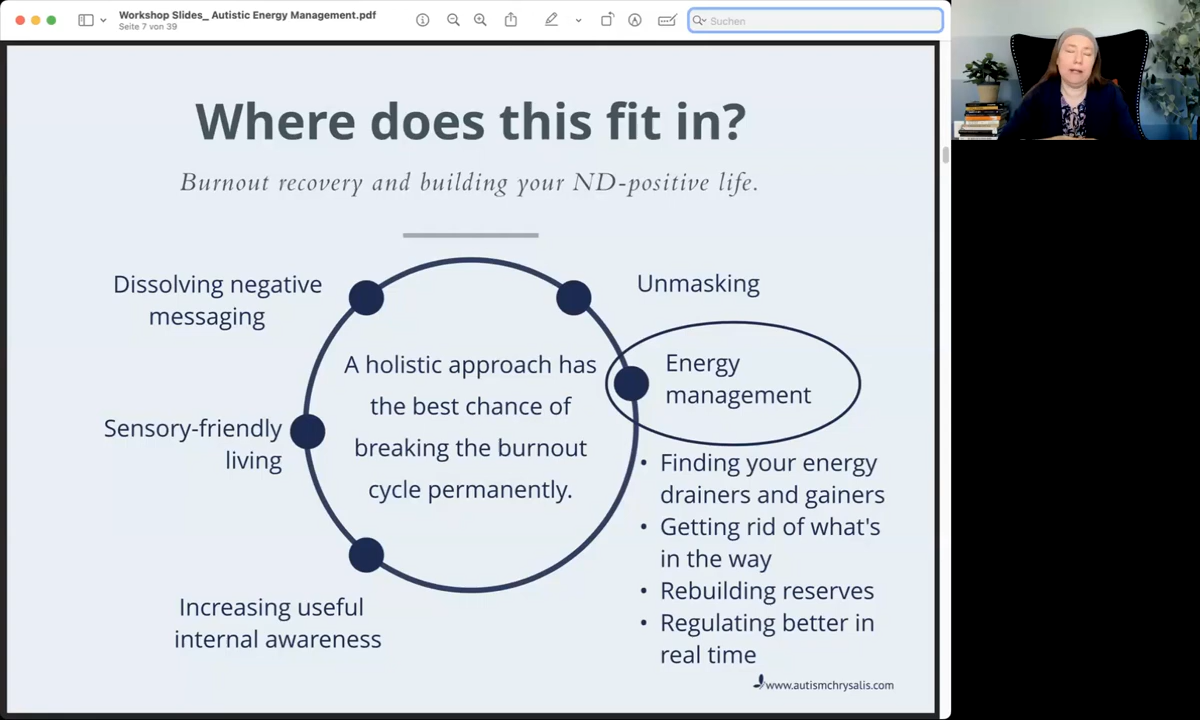 Workshop Slides_ Autistic Energy Management.pdf
Seite 7 von 39
Suchen
Where does this fit in?
Burnout recovery and building your ND-positive life.
Dissolving negative
messaging
Unmasking
Energy
management
A holistic approach has
the best chance of
breaking the burnout
cycle permanently.
Sensory-friendly
living
• Finding your energy
drainers and gainers
• Getting rid of what's
in the way
• Rebuilding reserves
• Regulating better in
real time
Increasing useful
internal awareness
www.autismchrysalis.com